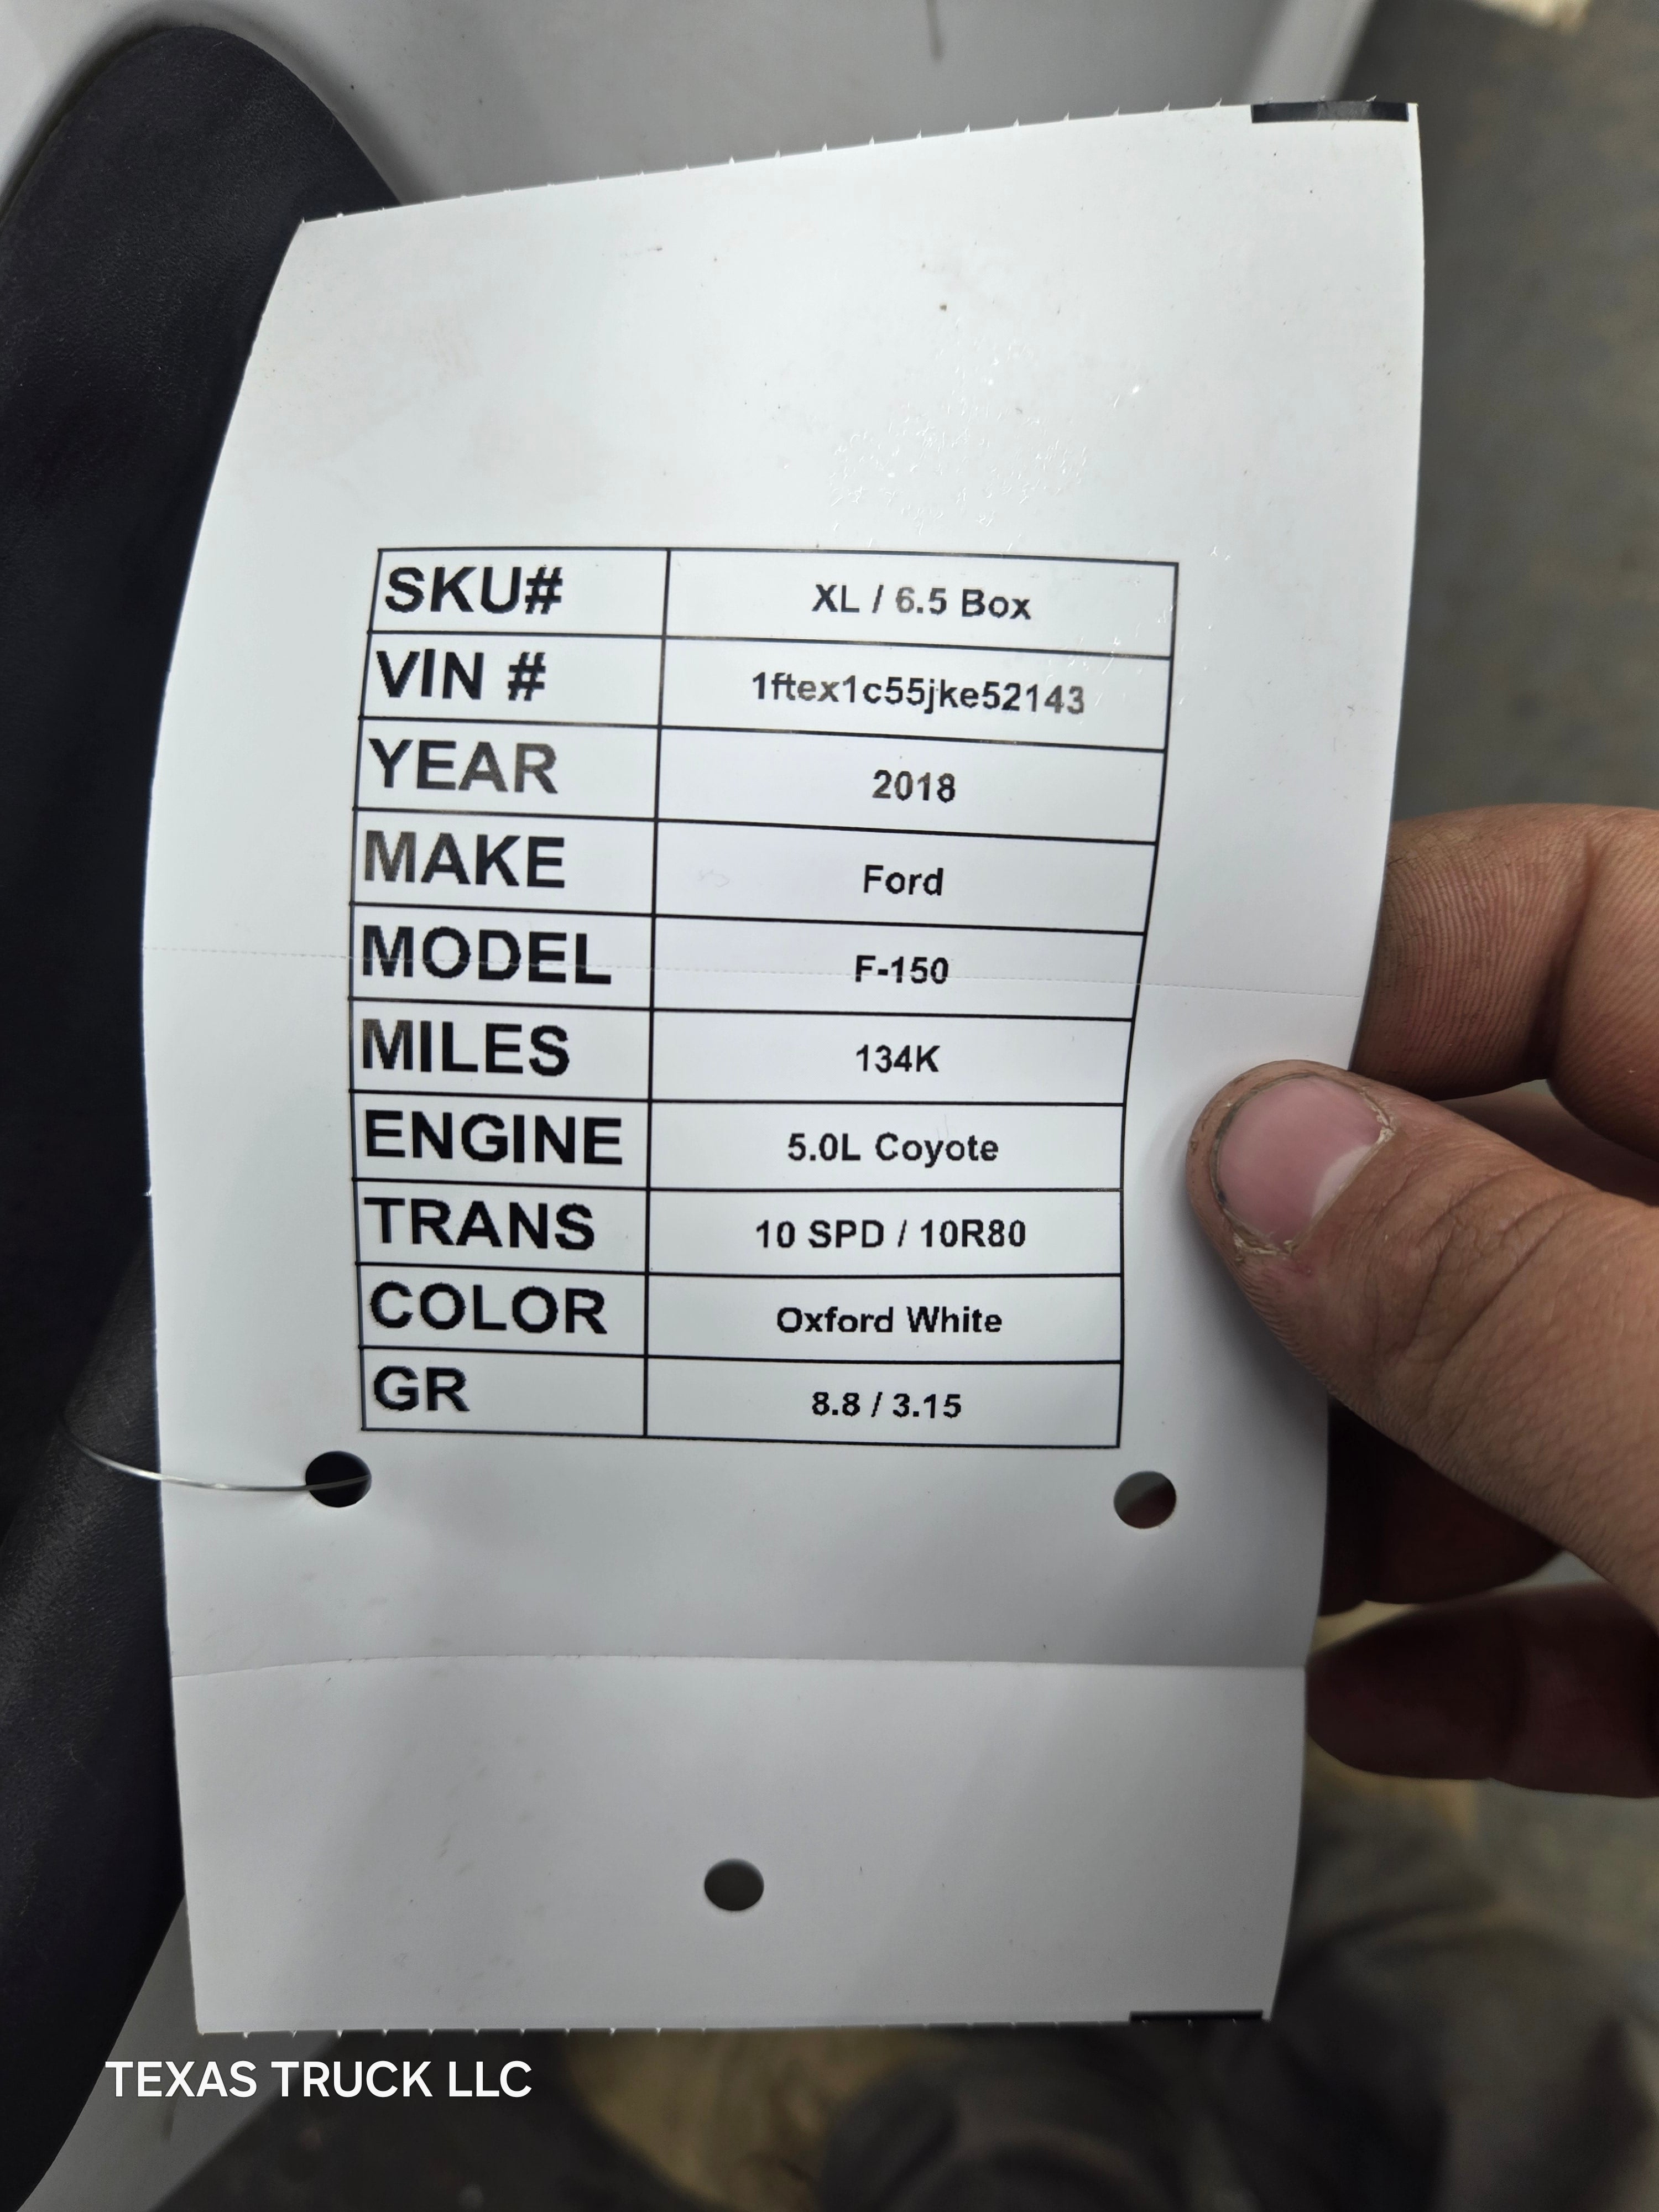 SKU# XL / 6.5 Box
VIN # 1ftex1c55jke52143
YEAR 2018
MAKE Ford
MODEL F-150
MILES 134K
ENGINE 5.0L Coyote
TRANS 10 SPD / 10R80
COLOR Oxford White
GR 8.8 / 3.15
TEXAS TRUCK LLC